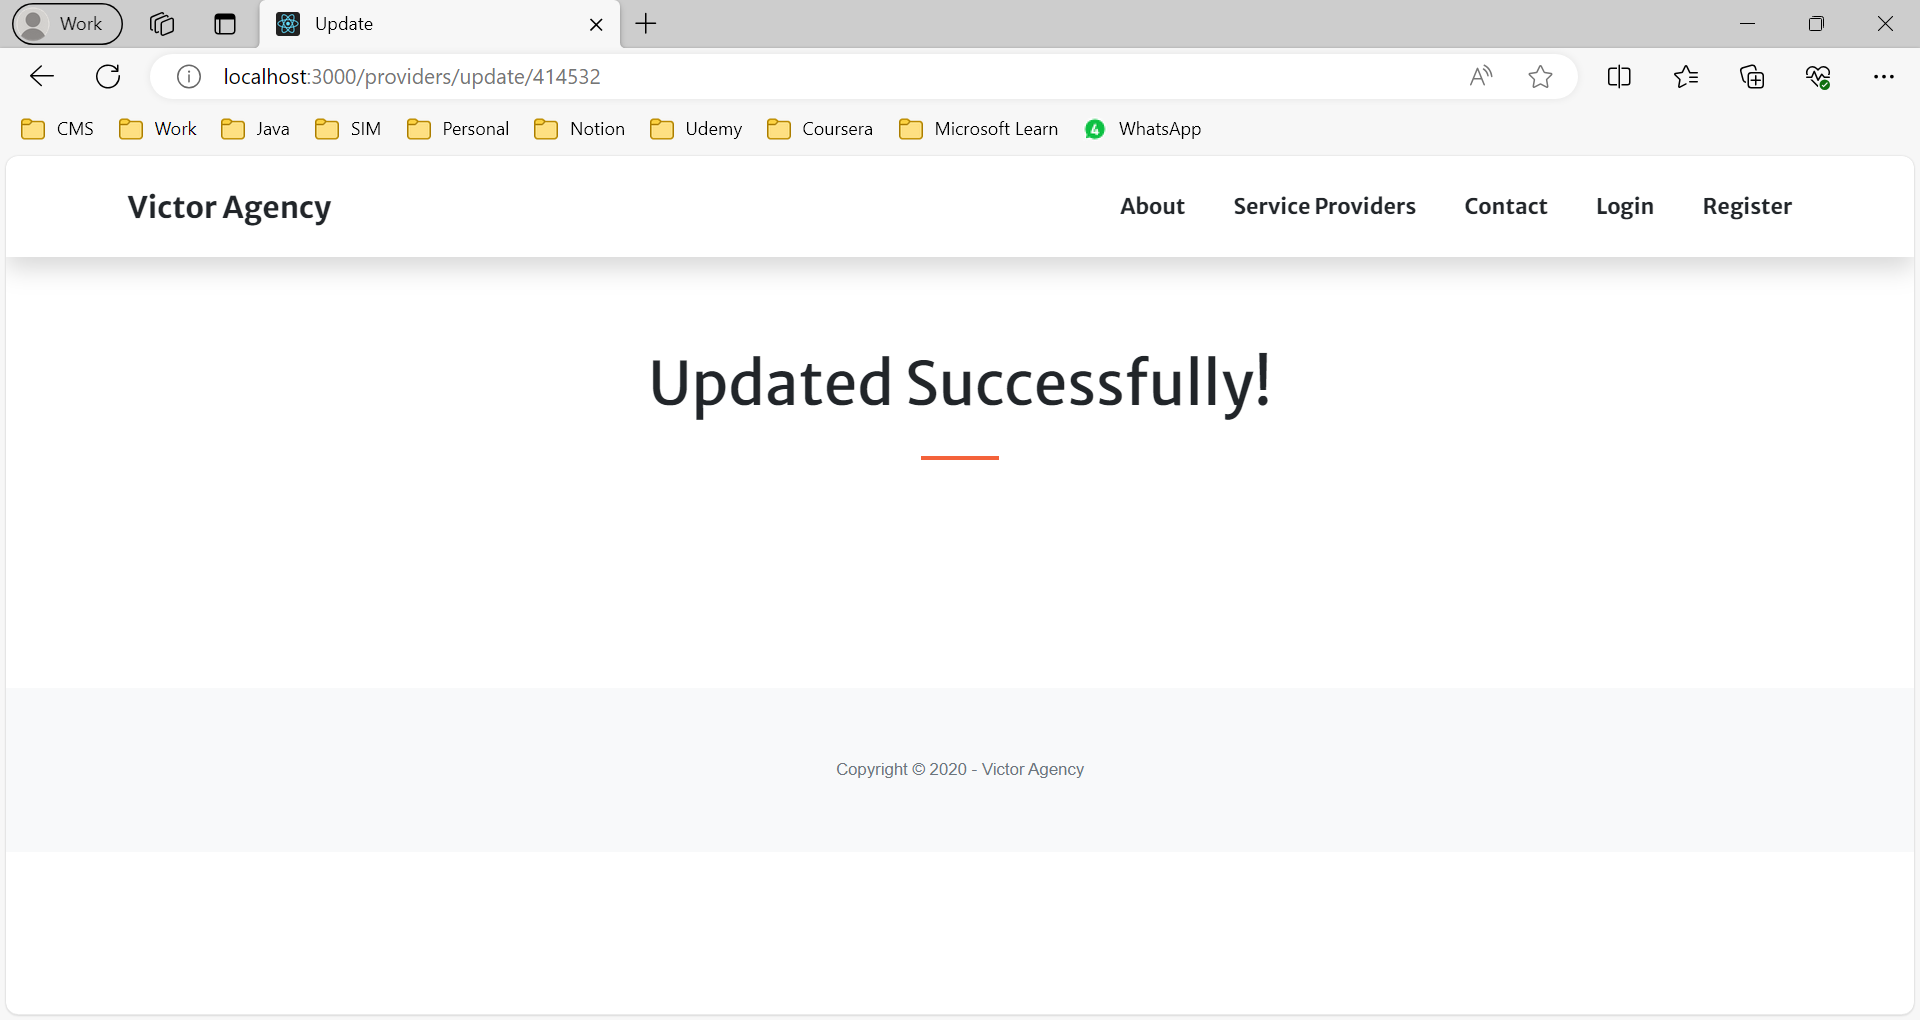 Work
Update
localhost:3000/providers/update/414532
CMS Work Java SIM Personal Notion Udemy Coursera Microsoft Learn 4 WhatsApp
Victor Agency About Service Providers Contact Login Register
Updated Successfully!
Copyright © 2020 - Victor Agency